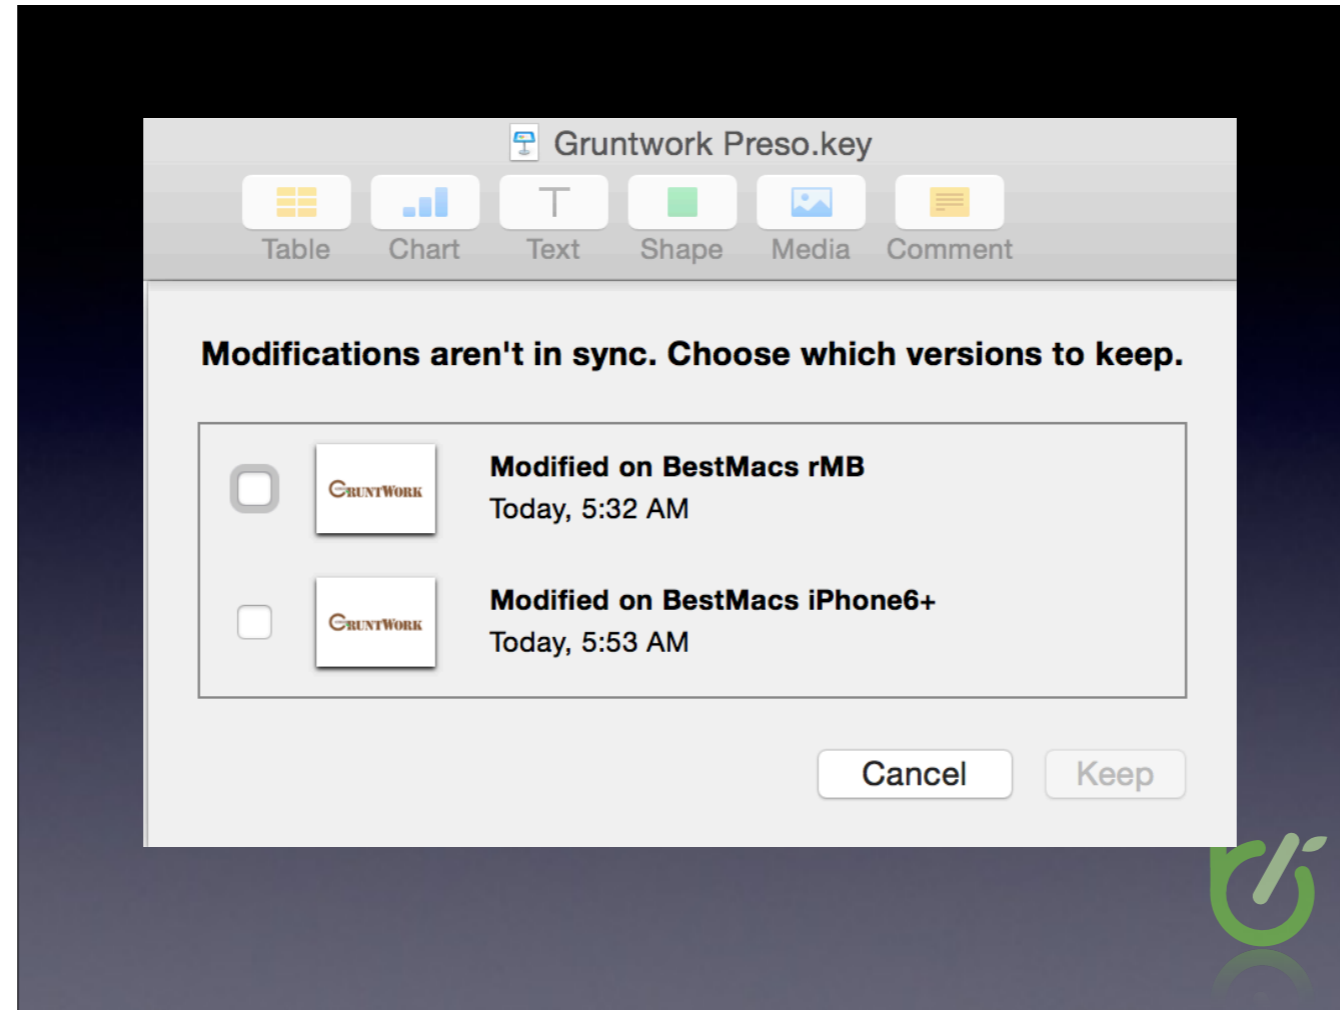 Gruntwork Preso.key
Table Chart Text Shape Media Comment
Modifications aren't in sync. Choose which versions to keep.
GRUNTWORK
Modified on BestMacs rMB
Today, 5:32 AM
GRUNTWORK
Modified on BestMacs iPhone6+
Today, 5:53 AM
Cancel Keep